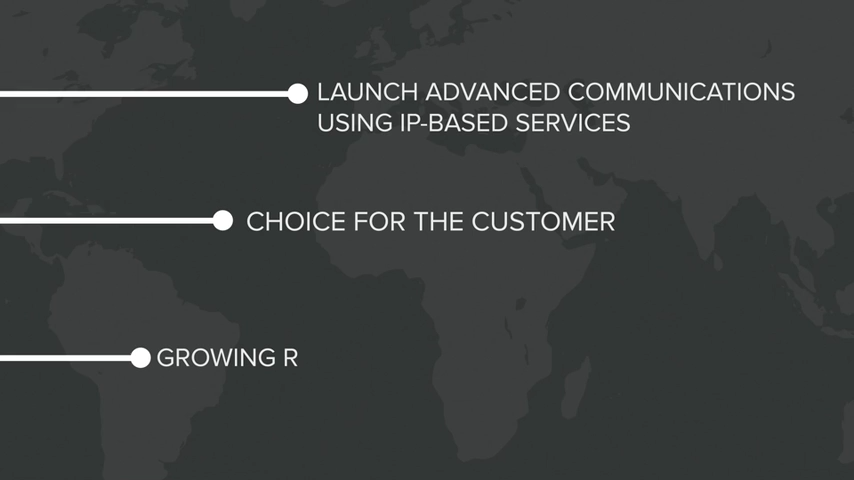 LAUNCH ADVANCED COMMUNICATIONS
USING IP-BASED SERVICES
CHOICE FOR THE CUSTOMER
GROWING R